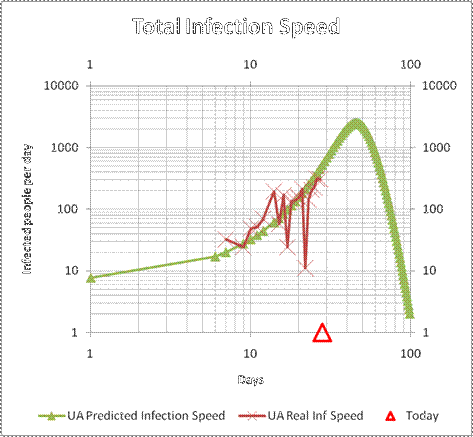 Total Infection Speed
1 10 100
10000 10000
1000 1000
100 100
10 10
1 1
1 10 100
Infected people per day
Days
UA Predicted Infection Speed UA Real Inf Speed Today